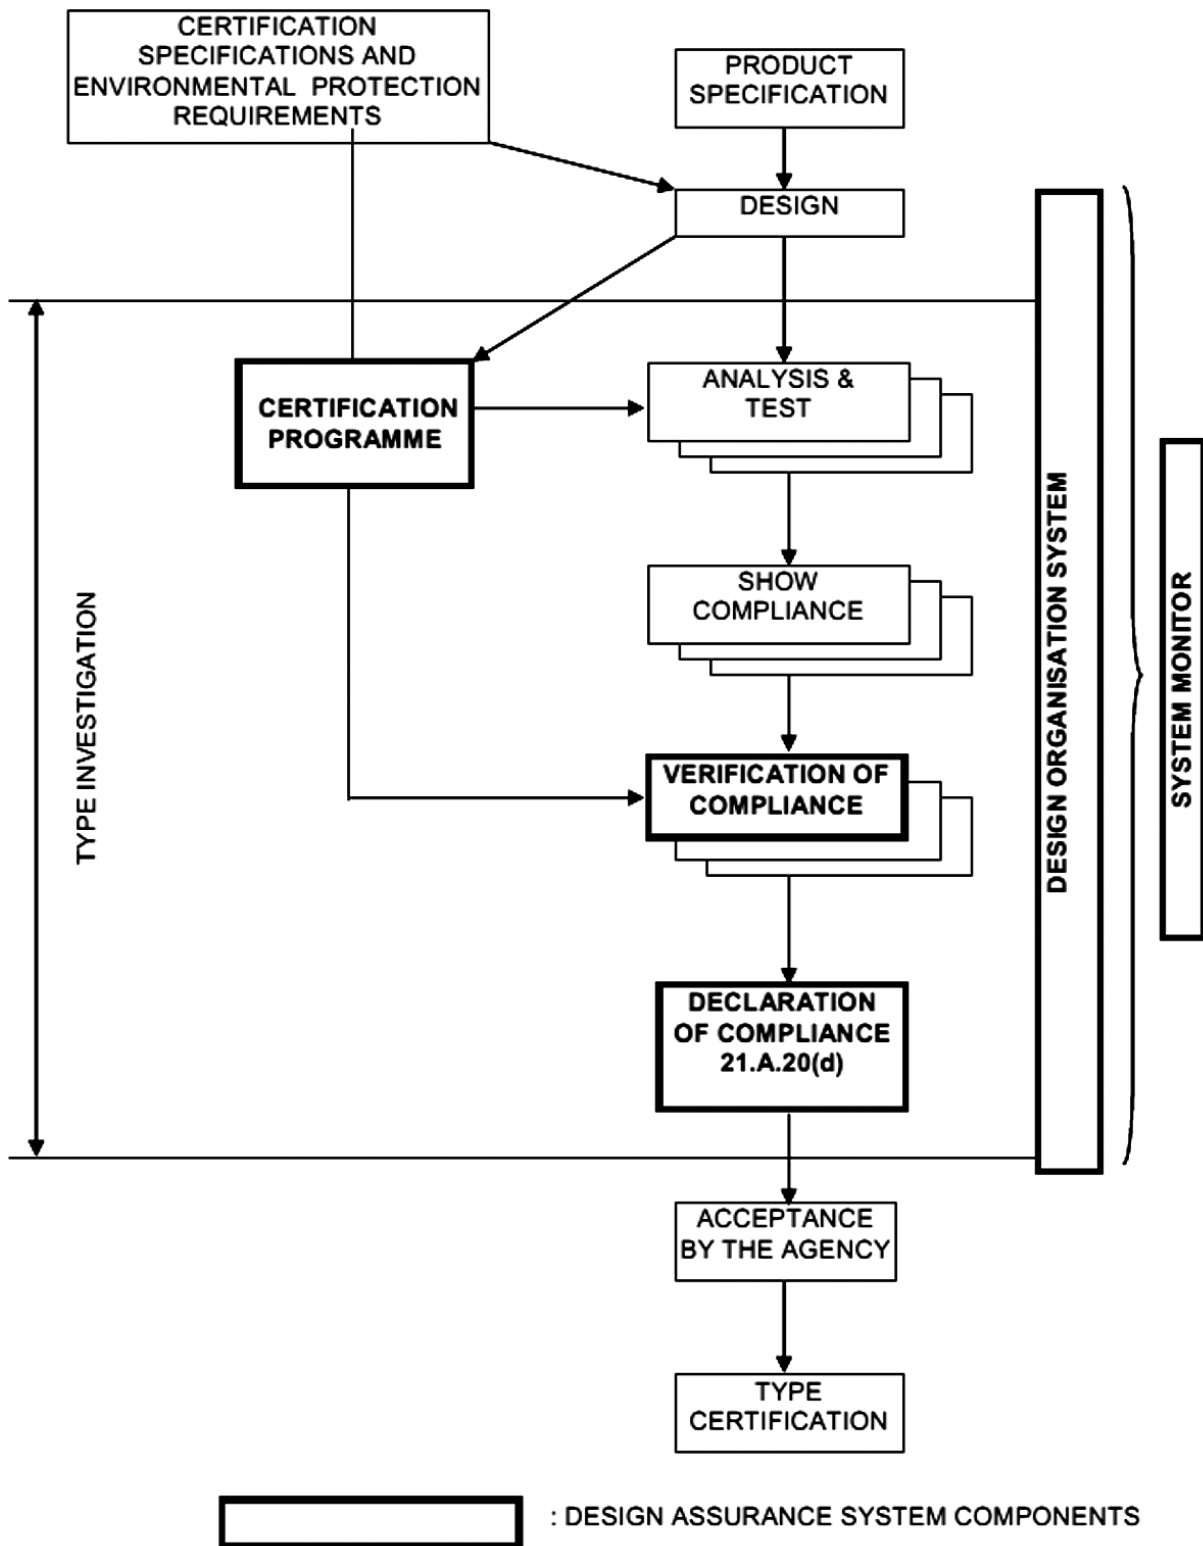 CERTIFICATION
SPECIFICATIONS AND
ENVIRONMENTAL PROTECTION
REQUIREMENTS
PRODUCT
SPECIFICATION
DESIGN
CERTIFICATION
PROGRAMME
ANALYSIS &
TEST
SHOW
COMPLIANCE
VERIFICATION OF
COMPLIANCE
DECLARATION
OF COMPLIANCE
21.A.20(d)
ACCEPTANCE
BY THE AGENCY
TYPE
CERTIFICATION
TYPE INVESTIGATION
DESIGN ORGANISATION SYSTEM
SYSTEM MONITOR
: DESIGN ASSURANCE SYSTEM COMPONENTS